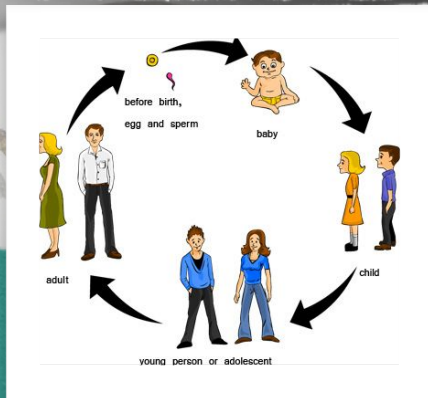 before birth,
egg and sperm
baby
child
young person or adolescent
adult